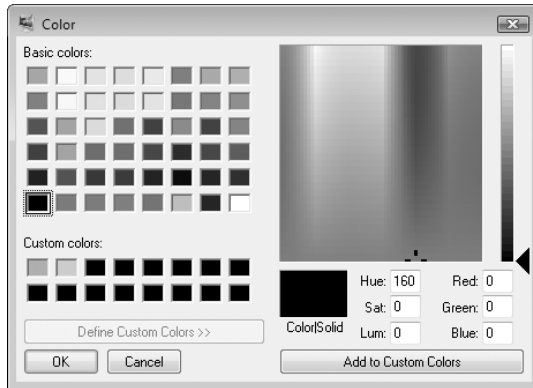 Color
Basic colors:
Custom colors:
Define Custom Colors >>
OK Cancel
Color|Solid
Hue: 160 Red: 0
Sat: 0 Green: 0
Lum: 0 Blue: 0
Add to Custom Colors